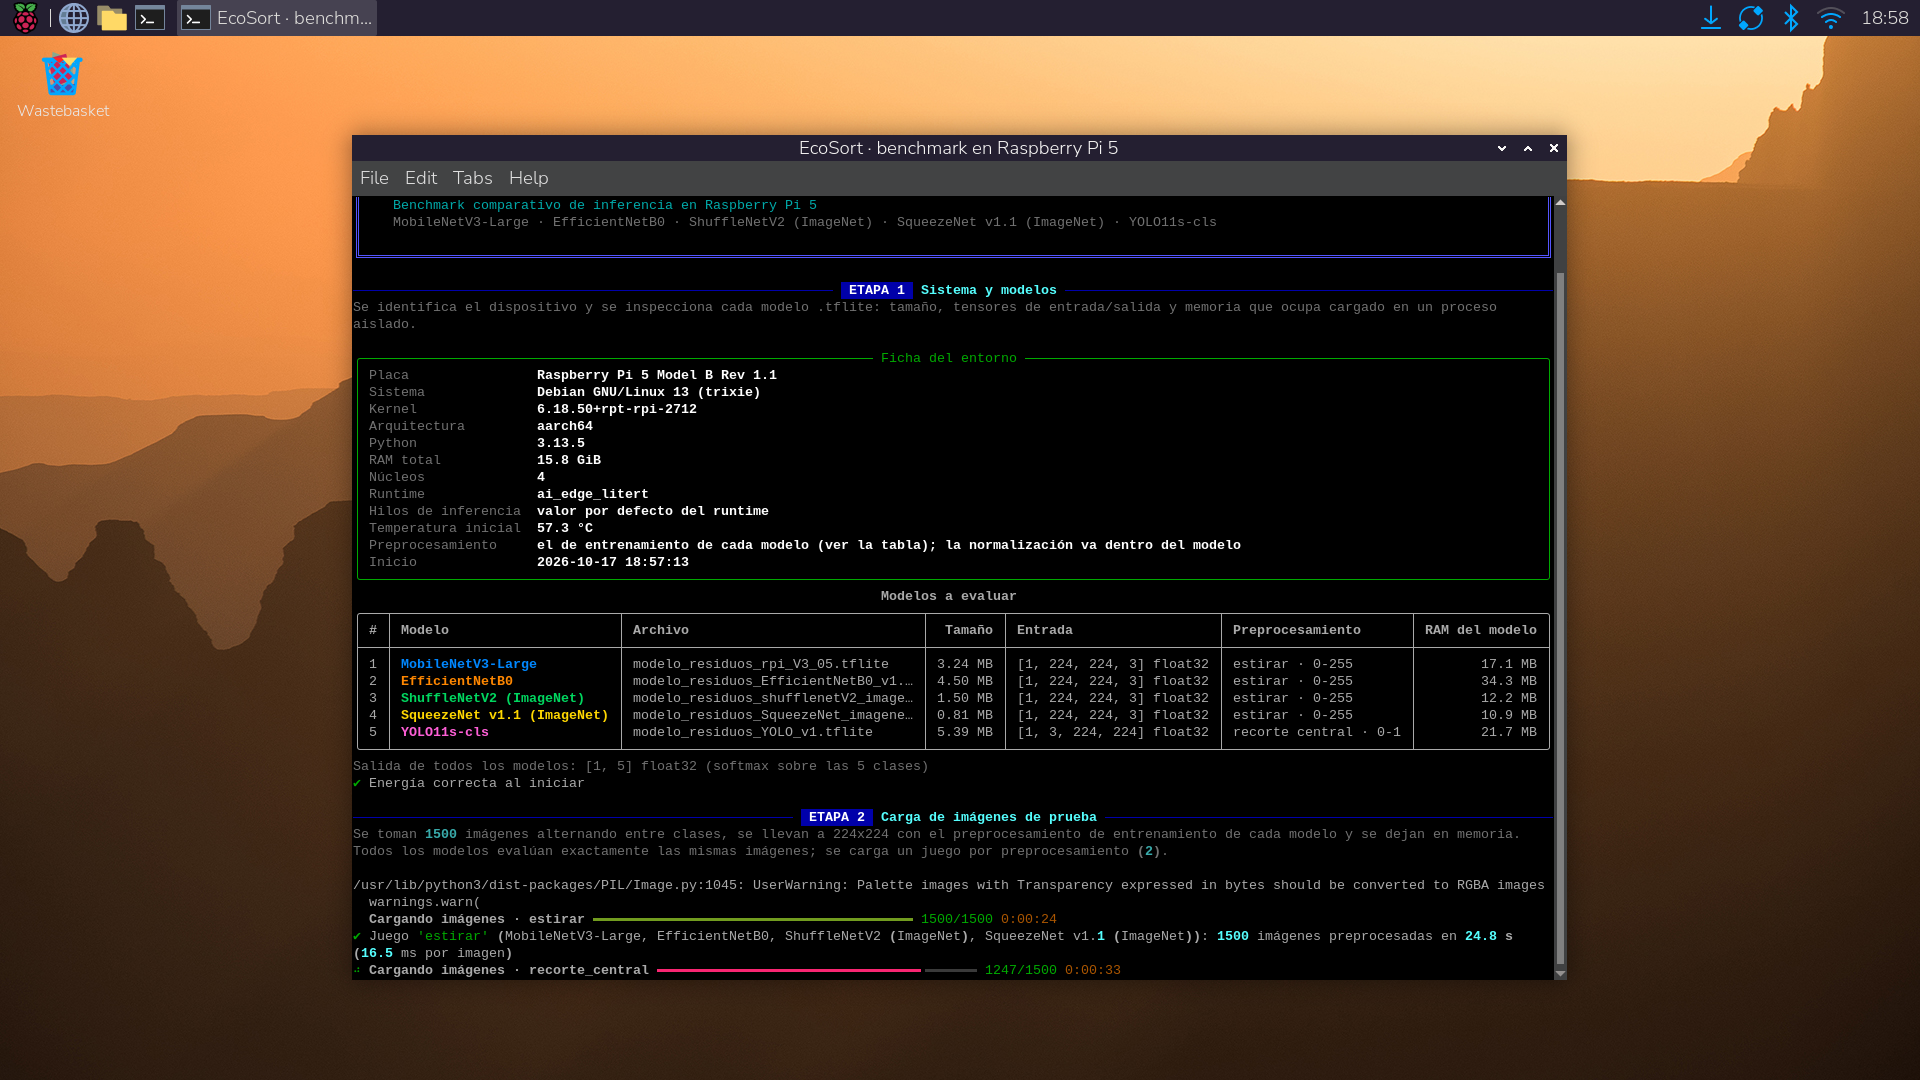 EcoSort · benchm...
18:58
Wastebasket
EcoSort · benchmark en Raspberry Pi 5
File Edit Tabs Help
Benchmark comparativo de inferencia en Raspberry Pi 5
MobileNetV3-Large · EfficientNetB0 · ShuffleNetV2 (ImageNet) · SqueezeNet v1.1 (ImageNet) · YOLO11s-cls
ETAPA 1 Sistema y modelos
Se identifica el dispositivo y se inspecciona cada modelo .tflite: tamaño, tensores de entrada/salida y memoria que ocupa cargado en un proceso
aislado.
Ficha del entorno
Placa Raspberry Pi 5 Model B Rev 1.1
Sistema Debian GNU/Linux 13 (trixie)
Kernel 6.18.50+rpt-rpi-2712
Arquitectura aarch64
Python 3.13.5
RAM total 15.8 GiB
Núcleos 4
Runtime ai_edge_litert
Hilos de inferencia valor por defecto del runtime
Temperatura inicial 57.3 °C
Preprocesamiento el de entrenamiento de cada modelo (ver la tabla); la normalización va dentro del modelo
Inicio 2026-10-17 18:57:13
Modelos a evaluar
# Modelo Archivo Tamaño Entrada Preprocesamiento RAM del modelo
1 MobileNetV3-Large modelo_residuos_rpi_V3_05.tflite 3.24 MB [1, 224, 224, 3] float32 estirar · 0-255 17.1 MB
2 EfficientNetB0 modelo_residuos_EfficientNetB0_v1.… 4.50 MB [1, 224, 224, 3] float32 estirar · 0-255 34.3 MB
3 ShuffleNetV2 (ImageNet) modelo_residuos_shufflenetV2_image… 1.50 MB [1, 224, 224, 3] float32 estirar · 0-255 12.2 MB
4 SqueezeNet v1.1 (ImageNet) modelo_residuos_SqueezeNet_imagene… 0.81 MB [1, 224, 224, 3] float32 estirar · 0-255 10.9 MB
5 YOLO11s-cls modelo_residuos_YOLO_v1.tflite 5.39 MB [1, 3, 224, 224] float32 recorte central · 0-1 21.7 MB
Salida de todos los modelos: [1, 5] float32 (softmax sobre las 5 clases)
✔ Energía correcta al iniciar
ETAPA 2 Carga de imágenes de prueba
Se toman 1500 imágenes alternando entre clases, se llevan a 224x224 con el preprocesamiento de entrenamiento de cada modelo y se dejan en memoria.
Todos los modelos evalúan exactamente las mismas imágenes; se carga un juego por preprocesamiento (2).
/usr/lib/python3/dist-packages/PIL/Image.py:1045: UserWarning: Palette images with Transparency expressed in bytes should be converted to RGBA images
warnings.warn(
Cargando imágenes · estirar 1500/1500 0:00:24
✔ Juego 'estirar' (MobileNetV3-Large, EfficientNetB0, ShuffleNetV2 (ImageNet), SqueezeNet v1.1 (ImageNet)): 1500 imágenes preprocesadas en 24.8 s
(16.5 ms por imagen)
Cargando imágenes · recorte_central 1247/1500 0:00:33